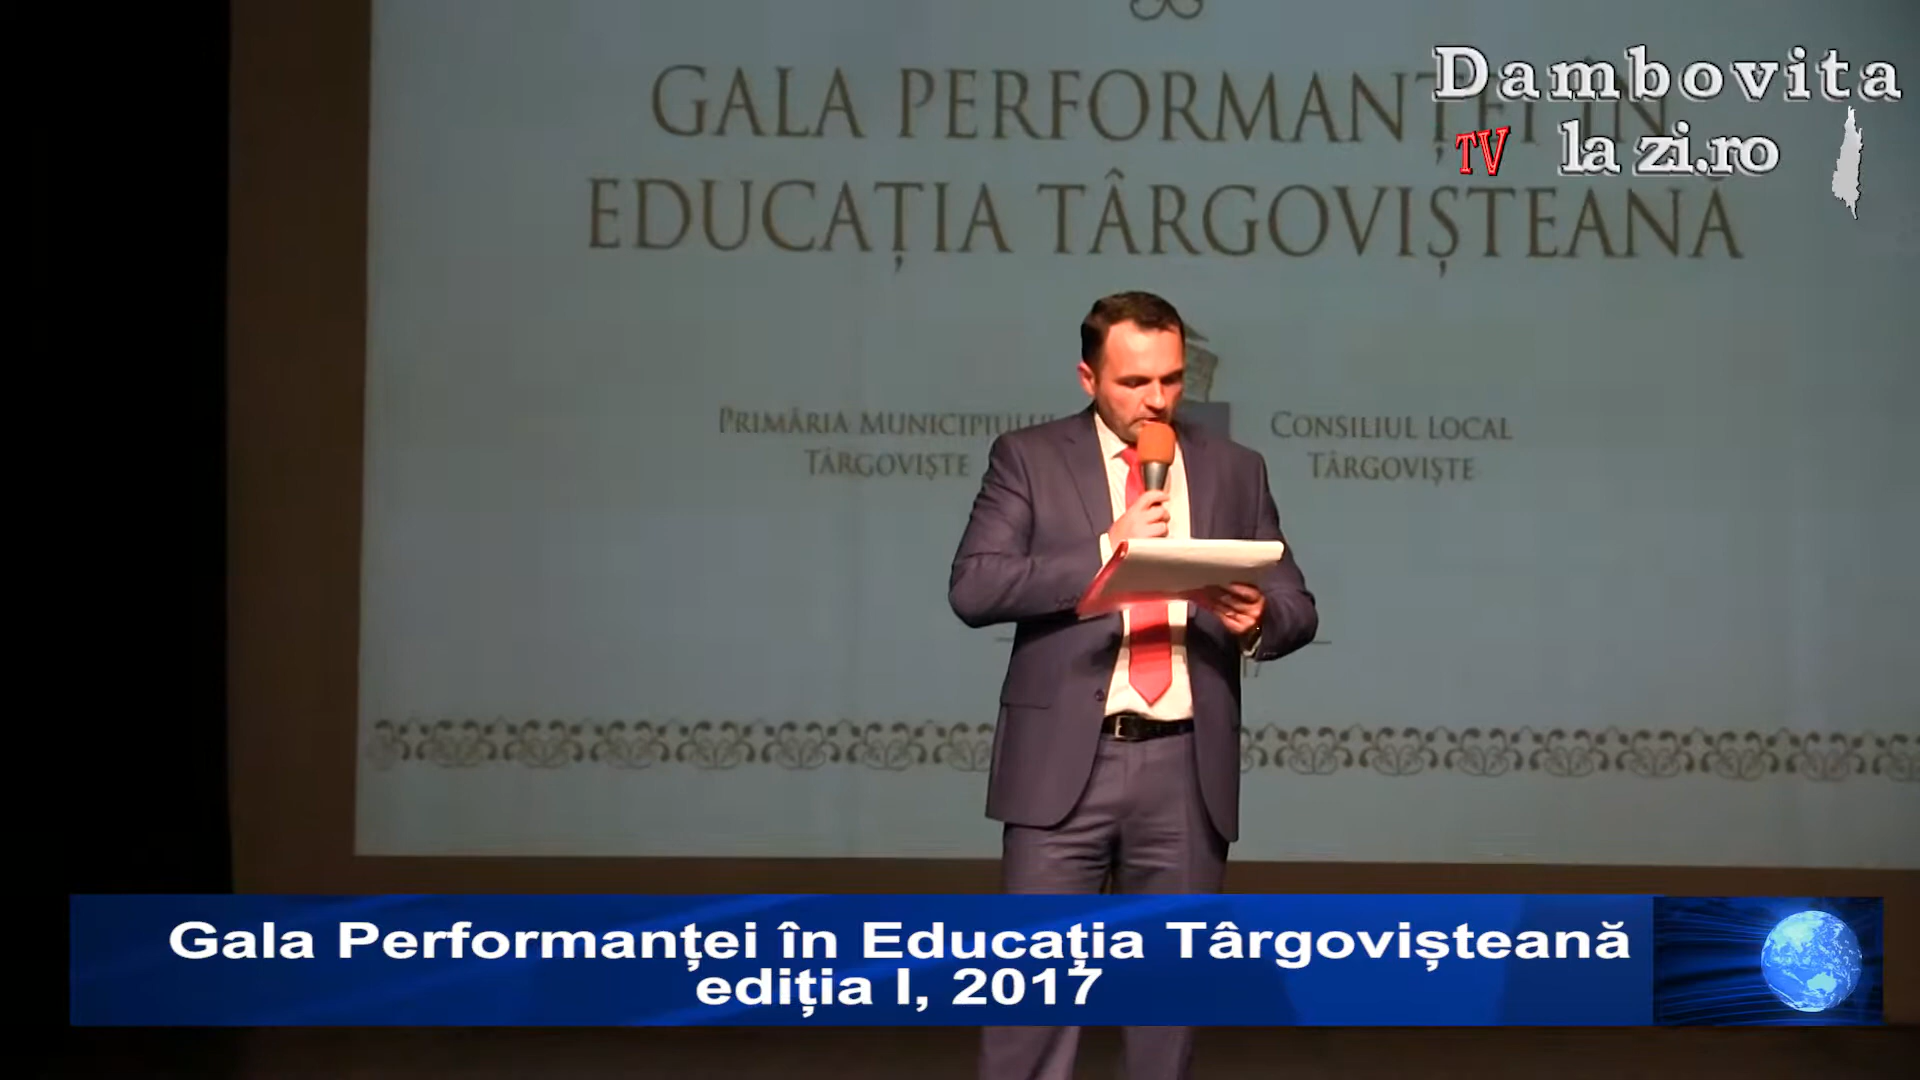 GALA PERFORMANȚEI ÎN
EDUCAȚIA TÂRGOVIȘTEANĂ
Dambovita
TV la zi.ro
PRIMĂRIA MUNICIPIULUI
TÂRGOVIȘTE
CONSILIUL LOCAL
TÂRGOVIȘTE
Gala Performanței în Educația Târgovișteană
ediția I, 2017